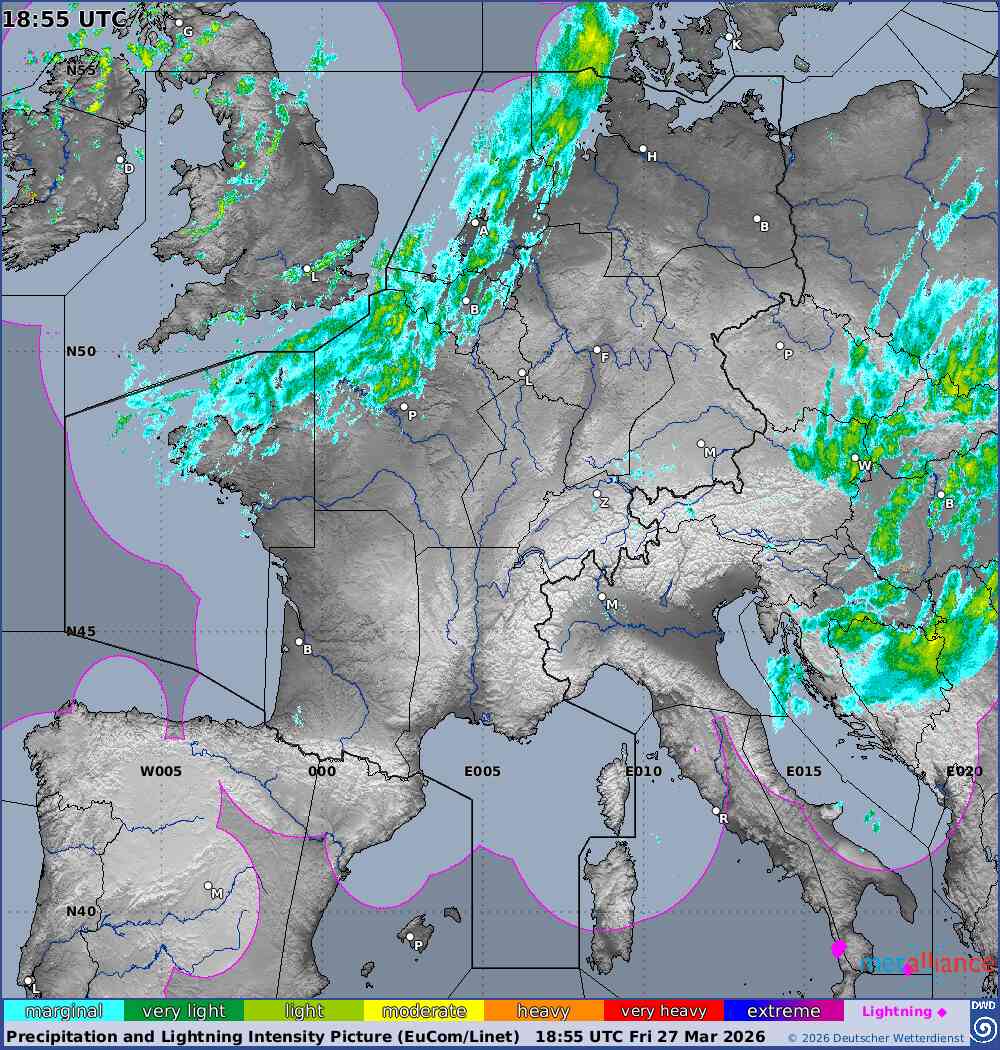 18:55 UTC
G
K
N55
D
H
A
B
L
B
N50
P
F
L
P
M
W
Z
B
M
N45
B
W005
000
E005
E010
E015
E020
R
M
N40
P
L
meralliance
marginal
very light
light
moderate
heavy
very heavy
extreme
Lightning ◆
DWD
Precipitation and Lightning Intensity Picture (EuCom/Linet) 18:55 UTC Fri 27 Mar 2026 © 2026 Deutscher Wetterdienst